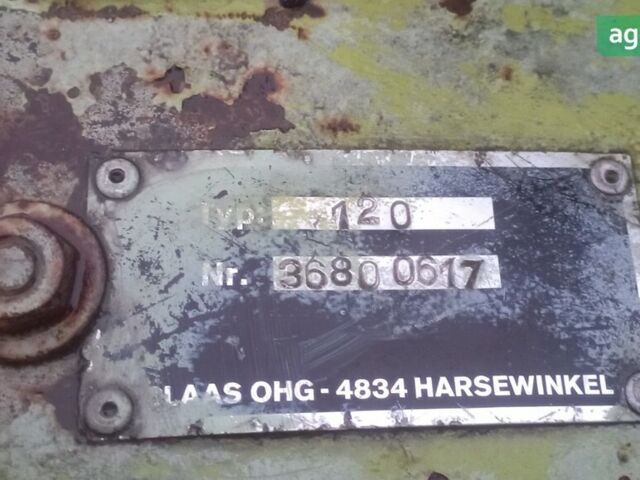 ag
Typ. 120
Nr. 3680 0617
LAAS OHG - 4834 HARSEWINKEL